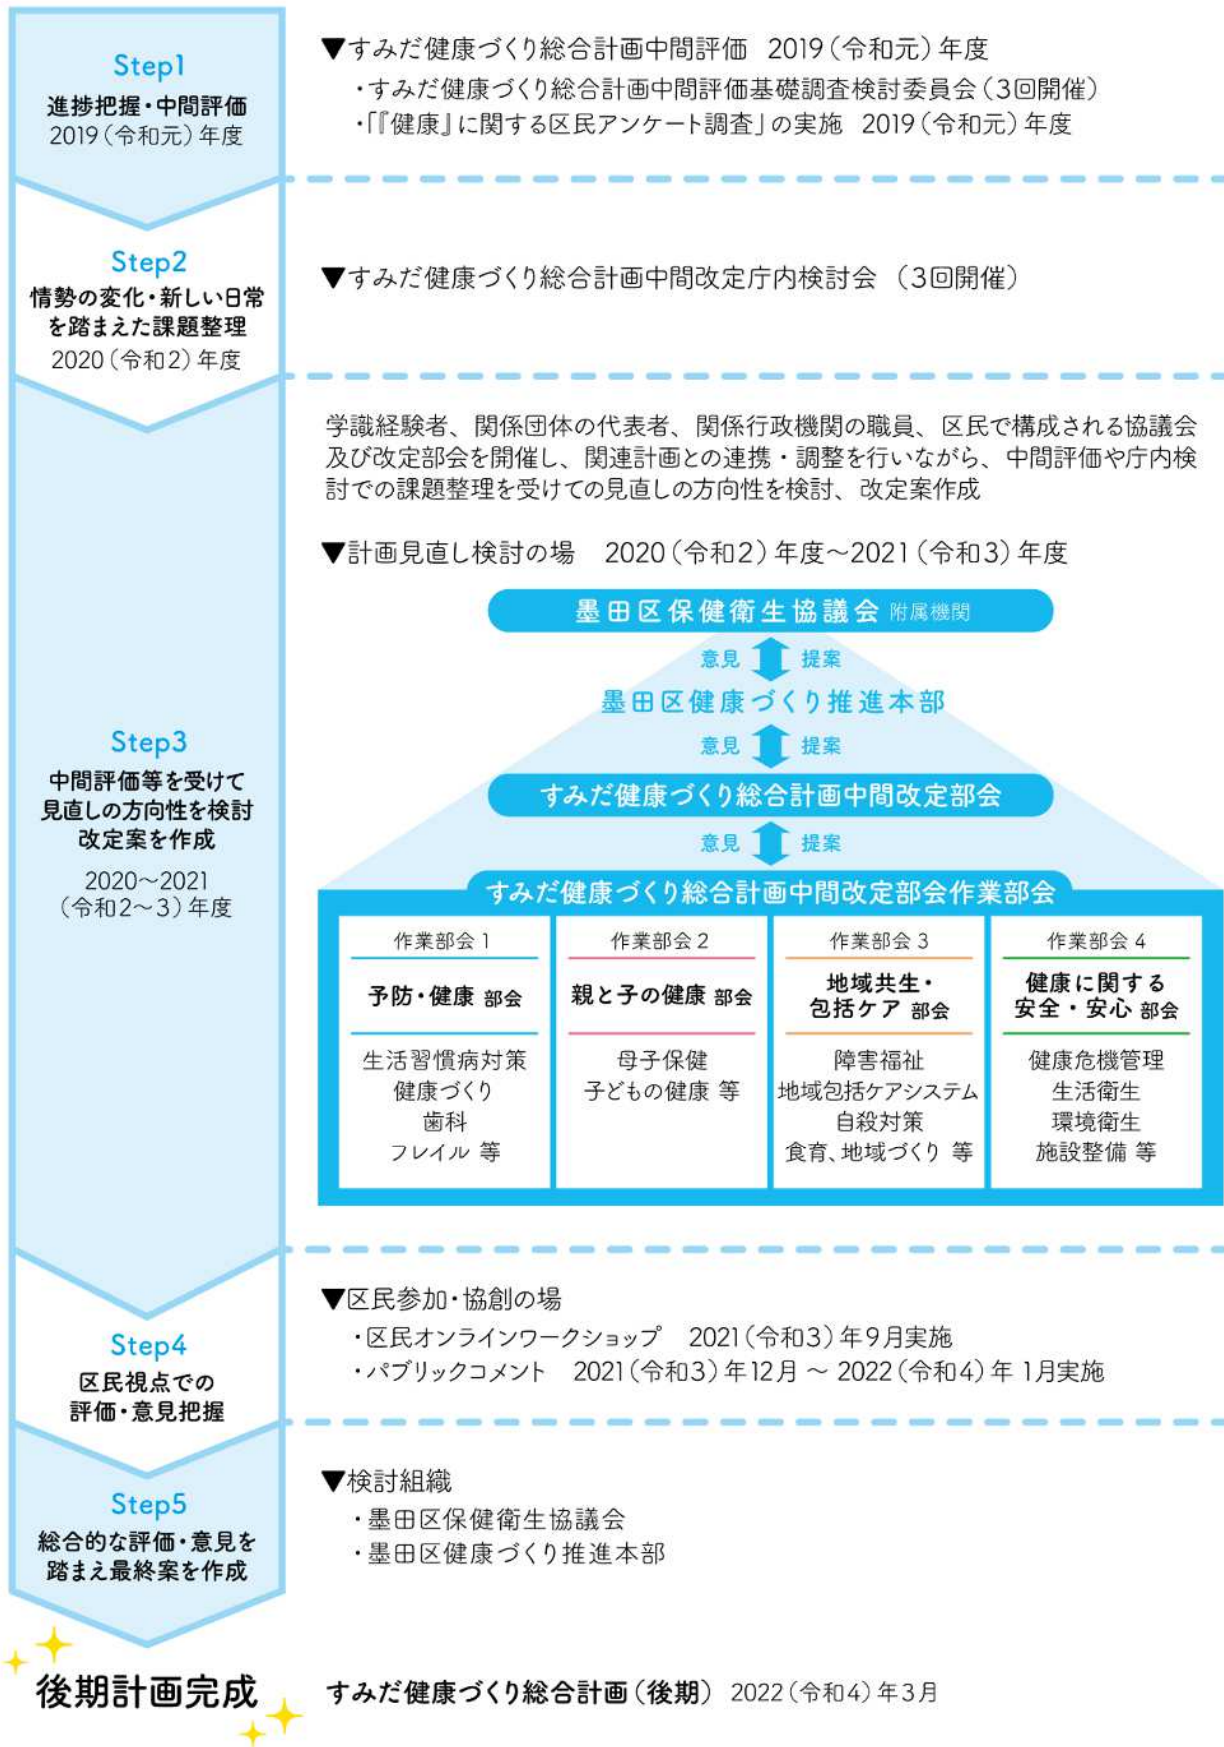 Step1
進捗把握・中間評価
2019(令和元)年度
▼すみだ健康づくり総合計画中間評価 2019(令和元)年度
・すみだ健康づくり総合計画中間評価基礎調査検討委員会(3回開催)
・「『健康』に関する区民アンケート調査」の実施 2019(令和元)年度
Step2
情勢の変化・新しい日常
を踏まえた課題整理
2020(令和2)年度
▼すみだ健康づくり総合計画中間改定庁内検討会 (3回開催)
Step3
中間評価等を受けて
見直しの方向性を検討
改定案を作成
2020~2021
(令和2~3)年度
学識経験者、関係団体の代表者、関係行政機関の職員、区民で構成される協議会
及び改定部会を開催し、関連計画との連携・調整を行いながら、中間評価や庁内検
討での課題整理を受けての見直しの方向性を検討、改定案作成
▼計画見直し検討の場 2020(令和2)年度~2021(令和3)年度
墨田区保健衛生協議会 附属機関
意見 提案
墨田区健康づくり推進本部
意見 提案
すみだ健康づくり総合計画中間改定部会
意見 提案
すみだ健康づくり総合計画中間改定部会作業部会
作業部会1
予防・健康 部会
生活習慣病対策
健康づくり
歯科
フレイル 等
作業部会2
親と子の健康 部会
母子保健
子どもの健康 等
作業部会3
地域共生・
包括ケア 部会
障害福祉
地域包括ケアシステム
自殺対策
食育、地域づくり 等
作業部会4
健康に関する
安全・安心 部会
健康危機管理
生活衛生
環境衛生
施設整備 等
Step4
区民視点での
評価・意見把握
▼区民参加・協創の場
・区民オンラインワークショップ 2021(令和3)年9月実施
・パブリックコメント 2021(令和3)年12月 ~ 2022(令和4)年 1月実施
Step5
総合的な評価・意見を
踏まえ最終案を作成
▼検討組織
・墨田区保健衛生協議会
・墨田区健康づくり推進本部
後期計画完成
すみだ健康づくり総合計画(後期) 2022(令和4)年3月